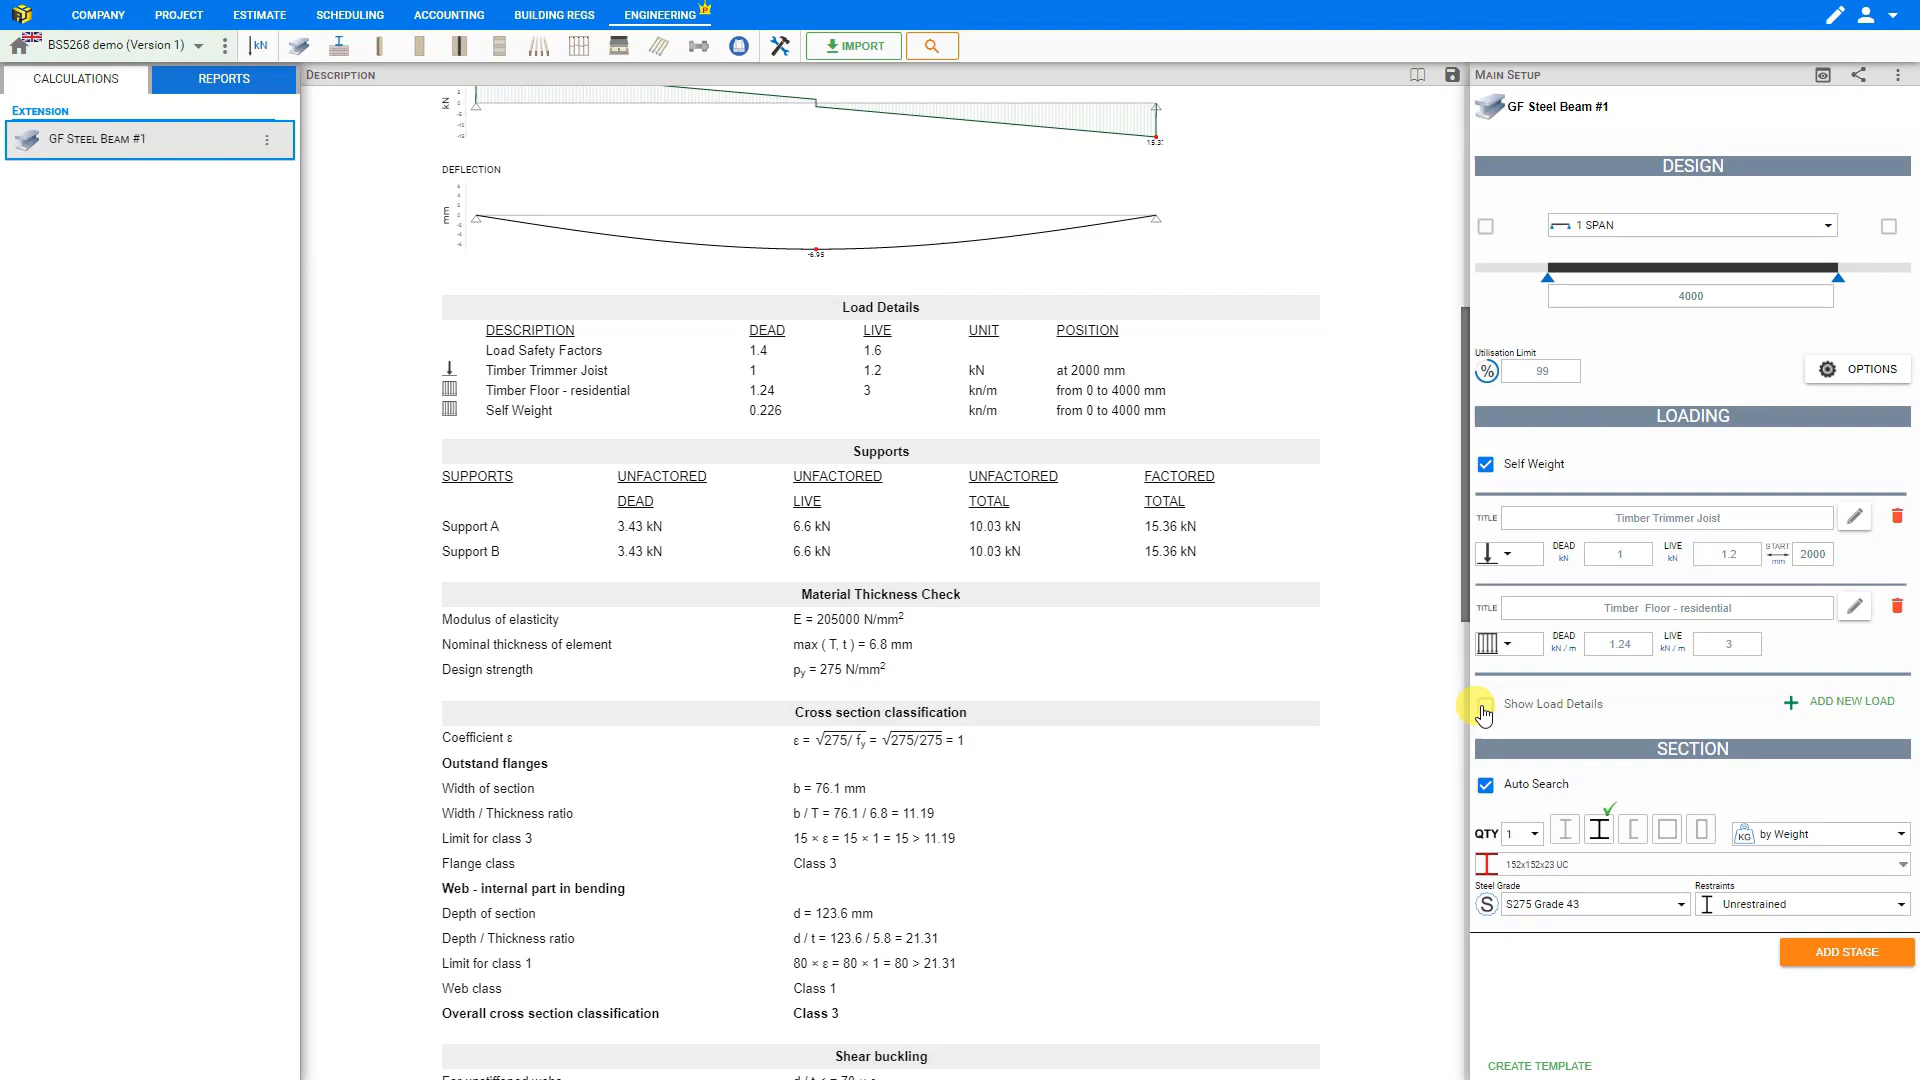 COMPANY PROJECT ESTIMATE SCHEDULING ACCOUNTING BUILDING REGS ENGINEERING
BS5268 demo (Version 1) kN IMPORT
CALCULATIONS REPORTS
EXTENSION
GF STEEL BEAM #1
DESCRIPTION
kN
15.3
DEFLECTION
mm
-6.95
Load Details
DESCRIPTION DEAD LIVE UNIT POSITION
Load Safety Factors 1.4 1.6
Timber Trimmer Joist 1 1.2 kN at 2000 mm
Timber Floor - residential 1.24 3 kn/m from 0 to 4000 mm
Self Weight 0.226 kn/m from 0 to 4000 mm
Supports
SUPPORTS UNFACTORED UNFACTORED UNFACTORED FACTORED
DEAD LIVE TOTAL TOTAL
Support A 3.43 kN 6.6 kN 10.03 kN 15.36 kN
Support B 3.43 kN 6.6 kN 10.03 kN 15.36 kN
Material Thickness Check
Modulus of elasticity E = 205000 N/mm²
Nominal thickness of element max ( T, t ) = 6.8 mm
Design strength py = 275 N/mm²
Cross section classification
Coefficient ε ε = √275/ fy = √275/275 = 1
Outstand flanges
Width of section b = 76.1 mm
Width / Thickness ratio b / T = 76.1 / 6.8 = 11.19
Limit for class 3 15 × ε = 15 × 1 = 15 > 11.19
Flange class Class 3
Web - internal part in bending
Depth of section d = 123.6 mm
Depth / Thickness ratio d / t = 123.6 / 5.8 = 21.31
Limit for class 1 80 × ε = 80 × 1 = 80 > 21.31
Web class Class 1
Overall cross section classification Class 3
Shear buckling
MAIN SETUP
GF Steel Beam #1
DESIGN
1 SPAN
4000
Utilisation Limit
% 99 OPTIONS
LOADING
Self Weight
TITLE Timber Trimmer Joist
DEAD kN 1 LIVE kN 1.2 START mm 2000
TITLE Timber Floor - residential
DEAD kN / m 1.24 LIVE kN / m 3
Show Load Details + ADD NEW LOAD
SECTION
Auto Search
QTY 1 KG by Weight
152x152x23 UC
Steel Grade Restraints
S S275 Grade 43 Unrestrained
ADD STAGE
CREATE TEMPLATE